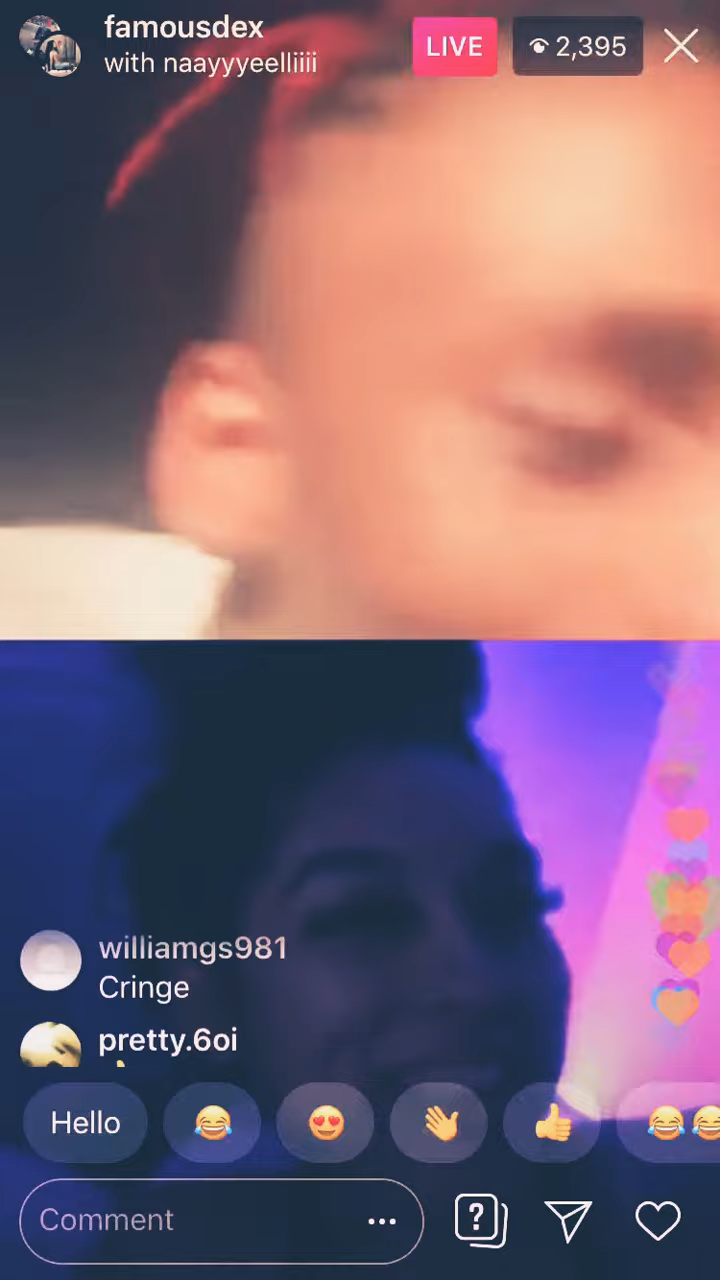 famousdex
with naayyyeelliiii
LIVE
2,395
williamgs981
Cringe
pretty.6oi
Hello
Comment
?